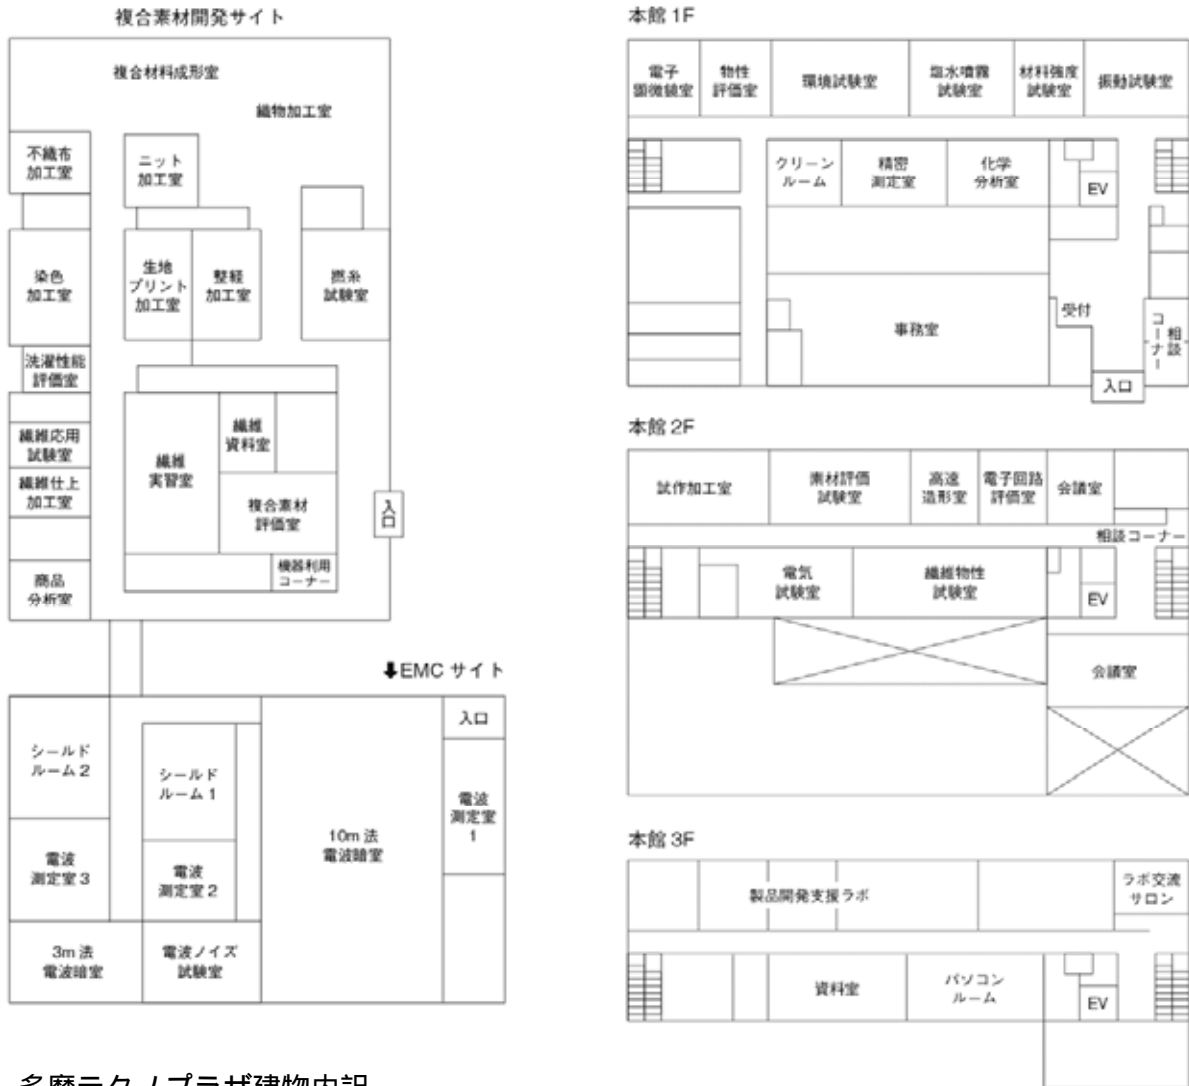 複合素材開発サイト
複合材料成形室
織物加工室
不織布
加工室
ニット
加工室
染色
加工室
生地
プリント
加工室
整経
加工室
撚糸
試験室
洗濯性能
評価室
繊維応用
試験室
繊維仕上
加工室
商品
分析室
繊維
実習室
繊維
資料室
複合素材
評価室
機器利用
コーナー
入口
⬇EMC サイト
シールド
ルーム 2
シールド
ルーム 1
電波
測定室 3
電波
測定室 2
3m 法
電波暗室
電波ノイズ
試験室
10m 法
電波暗室
入口
電波
測定室
1
本館 1F
電子
顕微鏡室
物性
評価室
環境試験室
塩水噴霧
試験室
材料強度
試験室
振動試験室
クリーン
ルーム
精密
測定室
化学
分析室
EV
事務室
受付
相談
コーナー
入口
本館 2F
試作加工室
素材評価
試験室
高速
造形室
電子回路
評価室
会議室
相談コーナー
電気
試験室
繊維物性
試験室
EV
会議室
本館 3F
製品開発支援ラボ
ラボ交流
サロン
資料室
パソコン
ルーム
EV
多摩テクノプラザ建物内訳